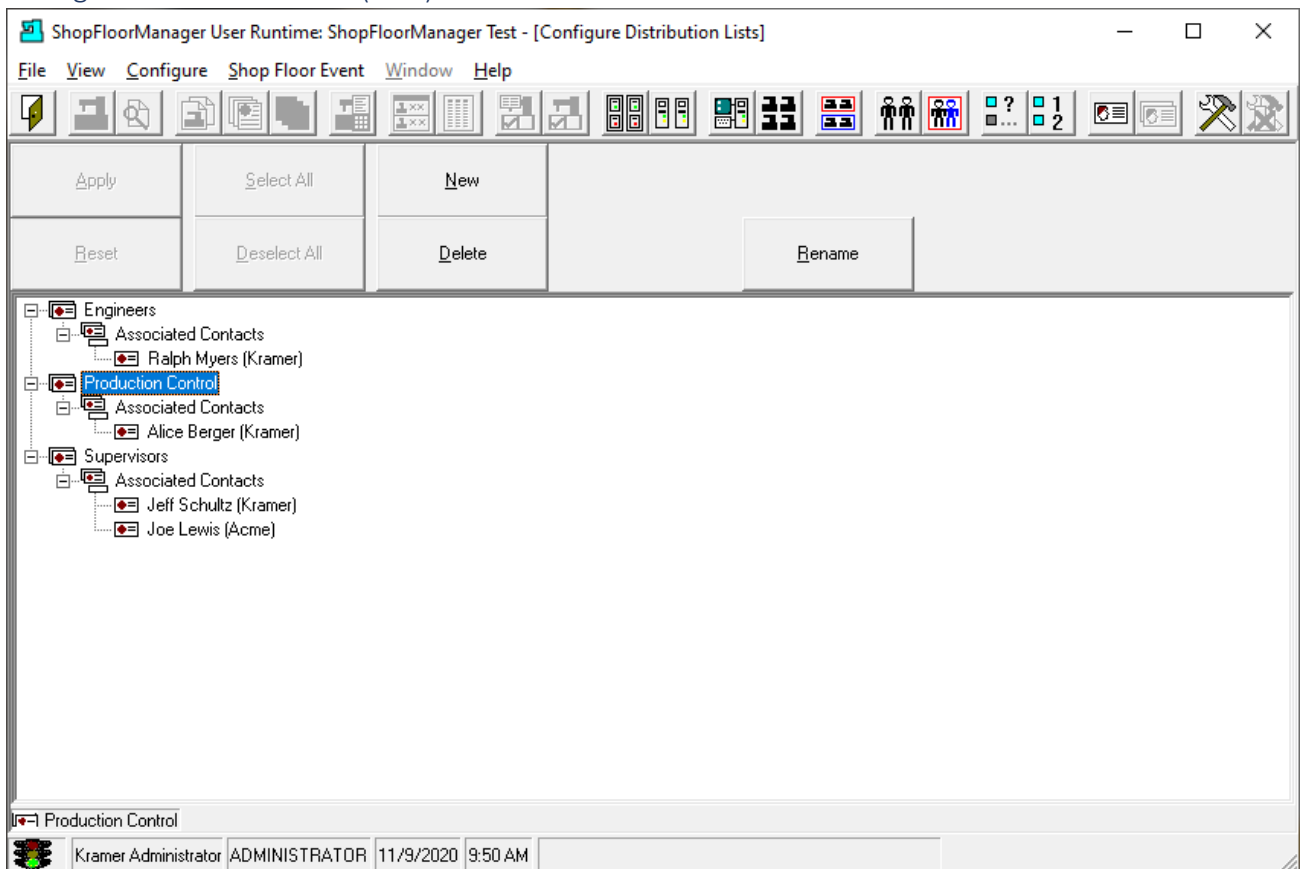 ShopFloorManager User Runtime: ShopFloorManager Test - [Configure Distribution Lists]
File View Configure Shop Floor Event Window Help
Apply Select All New
Reset Deselect All Delete Rename
Engineers
Associated Contacts
Ralph Myers (Kramer)
Production Control
Associated Contacts
Alice Berger (Kramer)
Supervisors
Associated Contacts
Jeff Schultz (Kramer)
Joe Lewis (Acme)
Production Control
Kramer Administrator ADMINISTRATOR 11/9/2020 9:50 AM